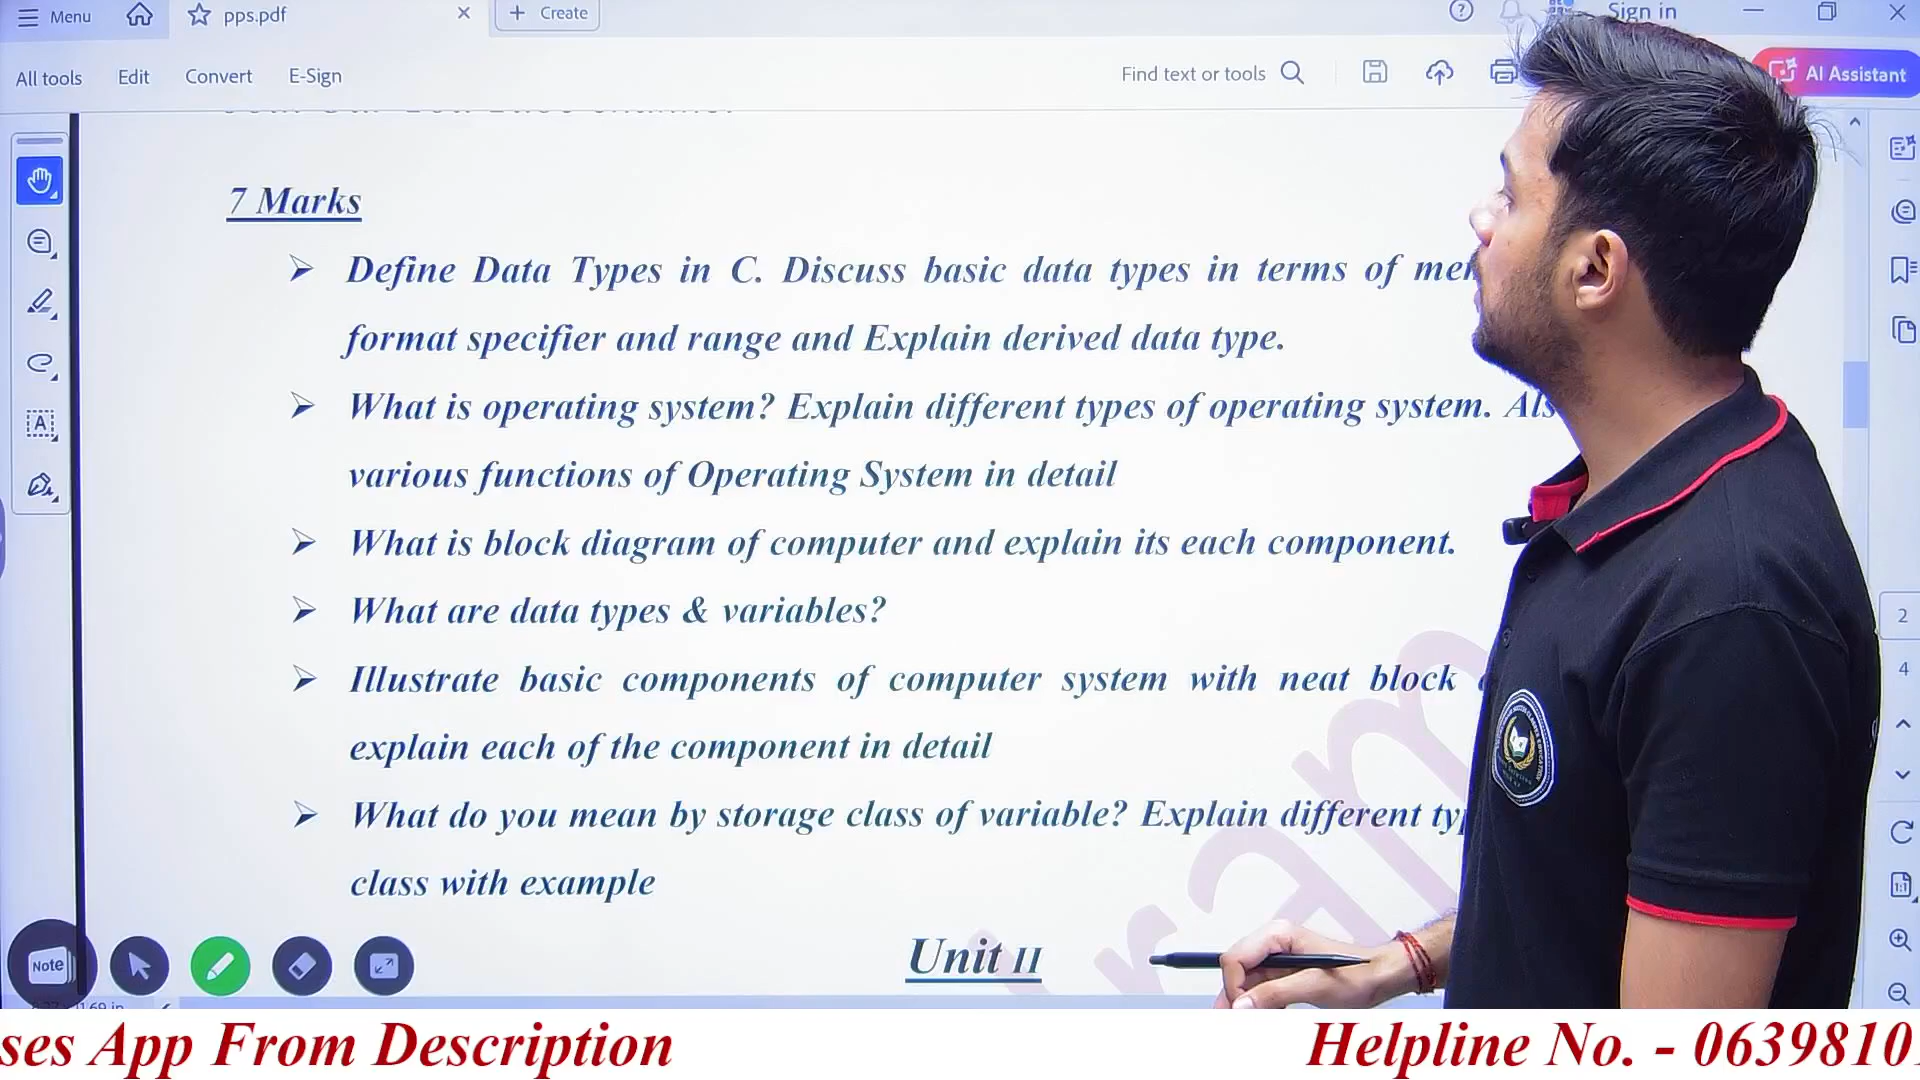 Menu
pps.pdf
Create
Sign in
All tools
Edit
Convert
E-Sign
Find text or tools
AI Assistant
7 Marks
Define Data Types in C. Discuss basic data types in terms of
format specifier and range and Explain derived data type.
What is operating system? Explain different types of operating system.
various functions of Operating System in detail
What is block diagram of computer and explain its each component.
What are data types & variables?
Illustrate basic components of computer system with neat block
explain each of the component in detail
What do you mean by storage class of variable? Explain different
class with example
Unit II
2
4
1:1
A
Note
ses App From Description
Helpline No. - 0639810